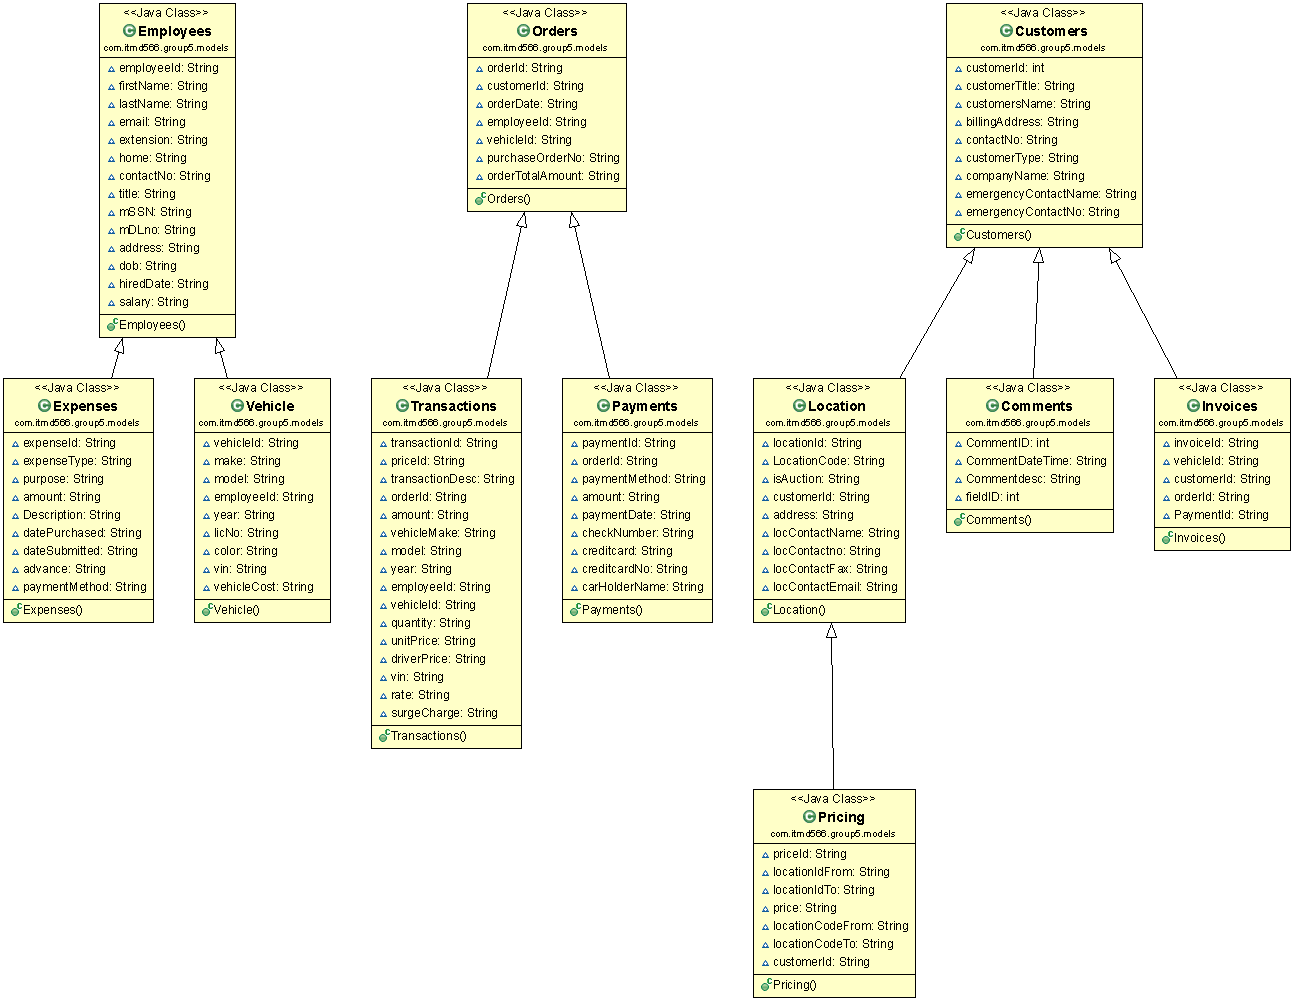 <<Java Class>>
Employees
com.itmd566.group5.models
employeeId: String
firstName: String
lastName: String
email: String
extension: String
home: String
contactNo: String
title: String
mSSN: String
mDLno: String
address: String
dob: String
hiredDate: String
salary: String
Employees()
<<Java Class>>
Orders
com.itmd566.group5.models
orderId: String
customerId: String
orderDate: String
employeeId: String
vehicleId: String
purchaseOrderNo: String
orderTotalAmount: String
Orders()
<<Java Class>>
Customers
com.itmd566.group5.models
customerId: int
customerTitle: String
customersName: String
billingAddress: String
contactNo: String
customerType: String
companyName: String
emergencyContactName: String
emergencyContactNo: String
Customers()
<<Java Class>>
Expenses
com.itmd566.group5.models
expenseId: String
expenseType: String
purpose: String
amount: String
Description: String
datePurchased: String
dateSubmitted: String
advance: String
paymentMethod: String
Expenses()
<<Java Class>>
Vehicle
com.itmd566.group5.models
vehicleId: String
make: String
model: String
employeeId: String
year: String
licNo: String
color: String
vin: String
vehicleCost: String
Vehicle()
<<Java Class>>
Transactions
com.itmd566.group5.models
transactionId: String
priceId: String
transactionDesc: String
orderId: String
amount: String
vehicleMake: String
model: String
year: String
employeeId: String
vehicleId: String
quantity: String
unitPrice: String
driverPrice: String
vin: String
rate: String
surgeCharge: String
Transactions()
<<Java Class>>
Payments
com.itmd566.group5.models
paymentId: String
orderId: String
paymentMethod: String
amount: String
paymentDate: String
checkNumber: String
creditcard: String
creditcardNo: String
carHolderName: String
Payments()
<<Java Class>>
Location
com.itmd566.group5.models
locationId: String
LocationCode: String
isAuction: String
customerId: String
address: String
locContactName: String
locContactno: String
locContactFax: String
locContactEmail: String
Location()
<<Java Class>>
Comments
com.itmd566.group5.models
CommentID: int
CommentDateTime: String
Commentdesc: String
fieldID: int
Comments()
<<Java Class>>
Invoices
com.itmd566.group5.models
invoiceId: String
vehicleId: String
customerId: String
orderId: String
PaymentId: String
Invoices()
<<Java Class>>
Pricing
com.itmd566.group5.models
priceId: String
locationIdFrom: String
locationIdTo: String
price: String
locationCodeFrom: String
locationCodeTo: String
customerId: String
Pricing()